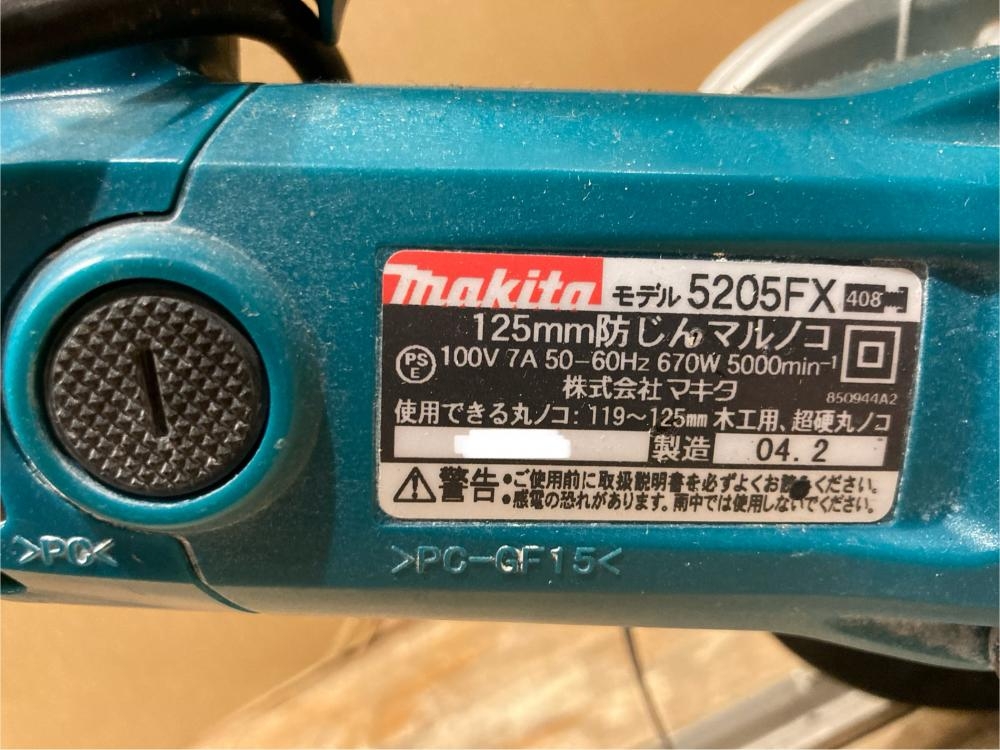 makita モデル 5205FX 408
125mm防じんマルノコ
PS E 100V 7A 50-60Hz 670W 5000min⁻¹
株式会社 マキタ 850944A2
使用できる丸ノコ:119〜125mm 木工用、超硬丸ノコ
製造 04.2
警告 •ご使用前に取扱説明書を必ずよくお読みください。
•感電の恐れがあります。雨中では使用しないでください。
>PC<
>PC-GF15<